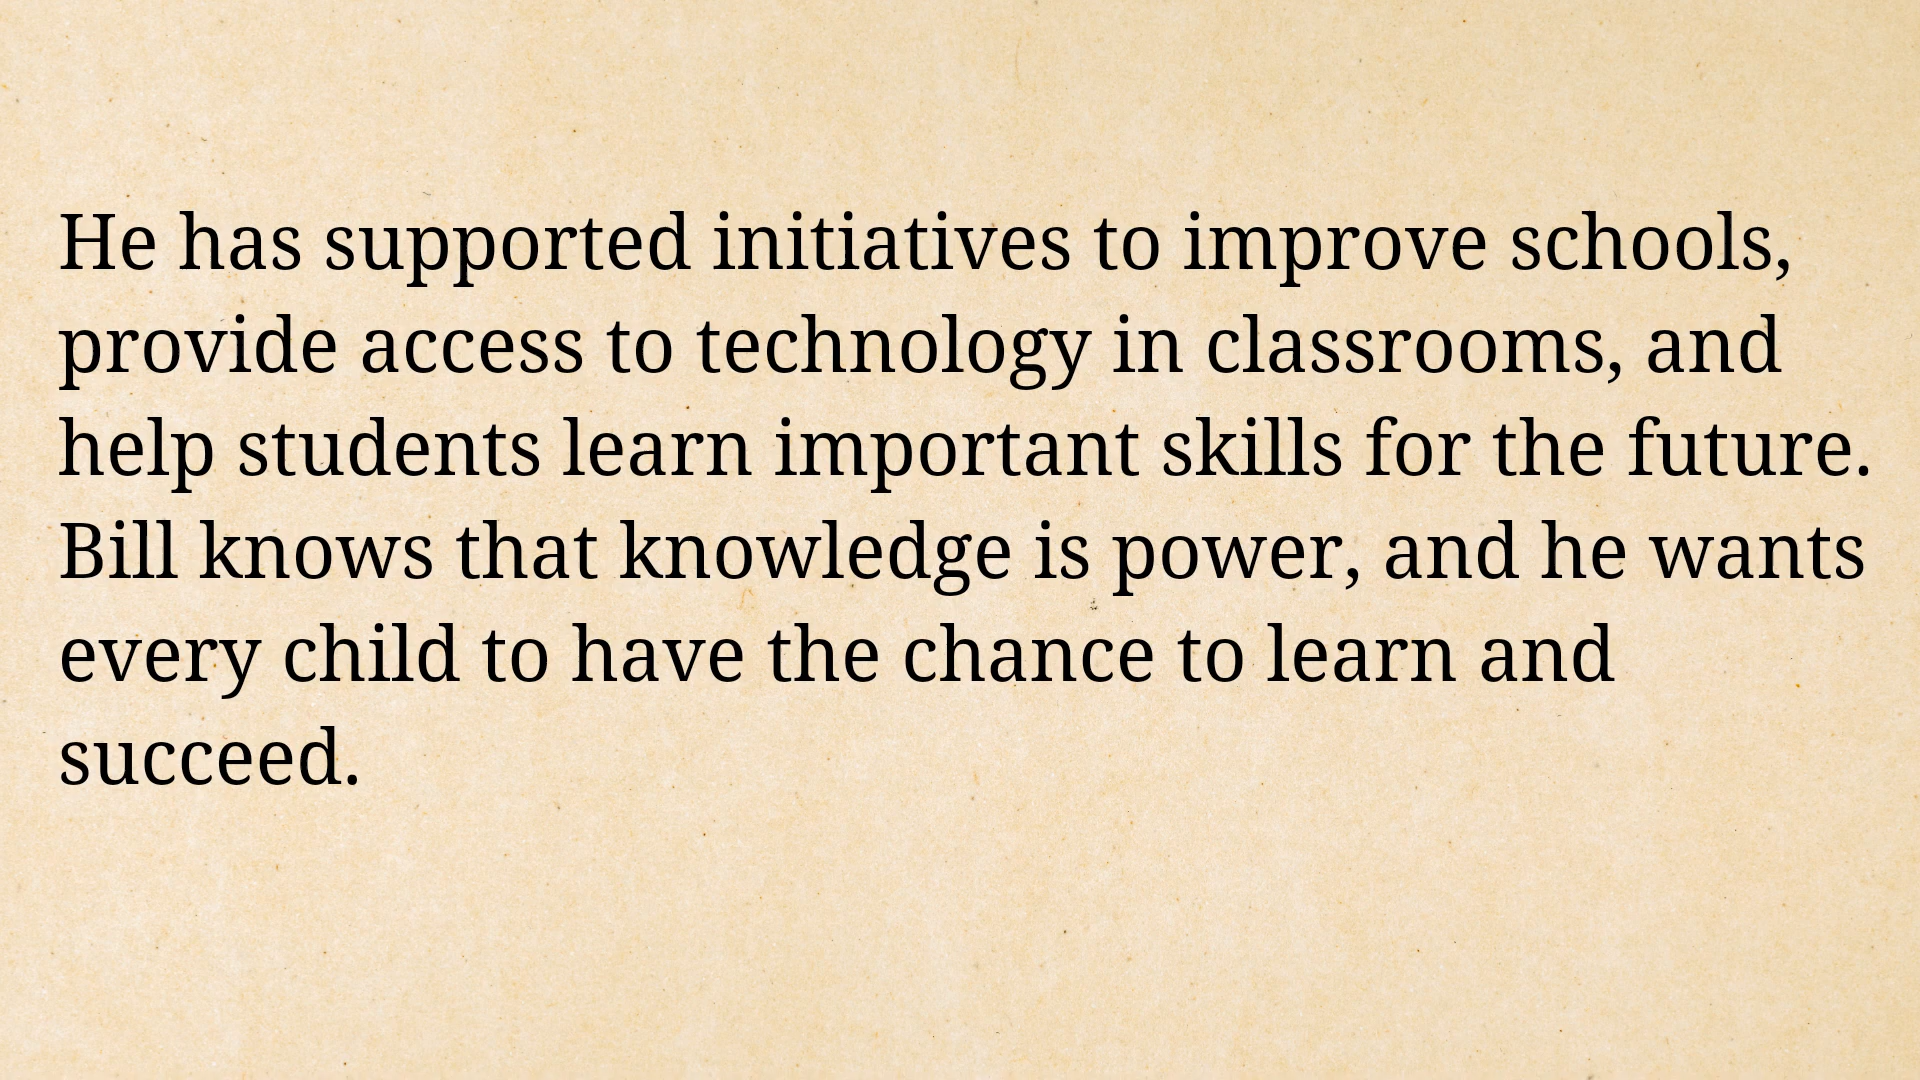 He has supported initiatives to improve schools,
provide access to technology in classrooms, and
help students learn important skills for the future.
Bill knows that knowledge is power, and he wants
every child to have the chance to learn and
succeed.